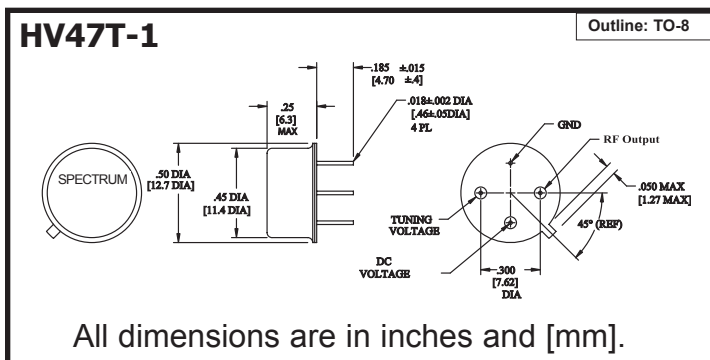 HV47T-1
Outline: TO-8
.185 ±.015
[4.70 ±.4]
.25
[6.3]
MAX
.018±.002 DIA
[.46±.05DIA]
4 PL
GND
RF Output
SPECTRUM
.50 DIA
[12.7 DIA]
.45 DIA
[11.4 DIA]
.050 MAX
[1.27 MAX]
TUNING
VOLTAGE
45° (REF)
DC
VOLTAGE
.300
[7.62]
DIA
All dimensions are in inches and [mm].